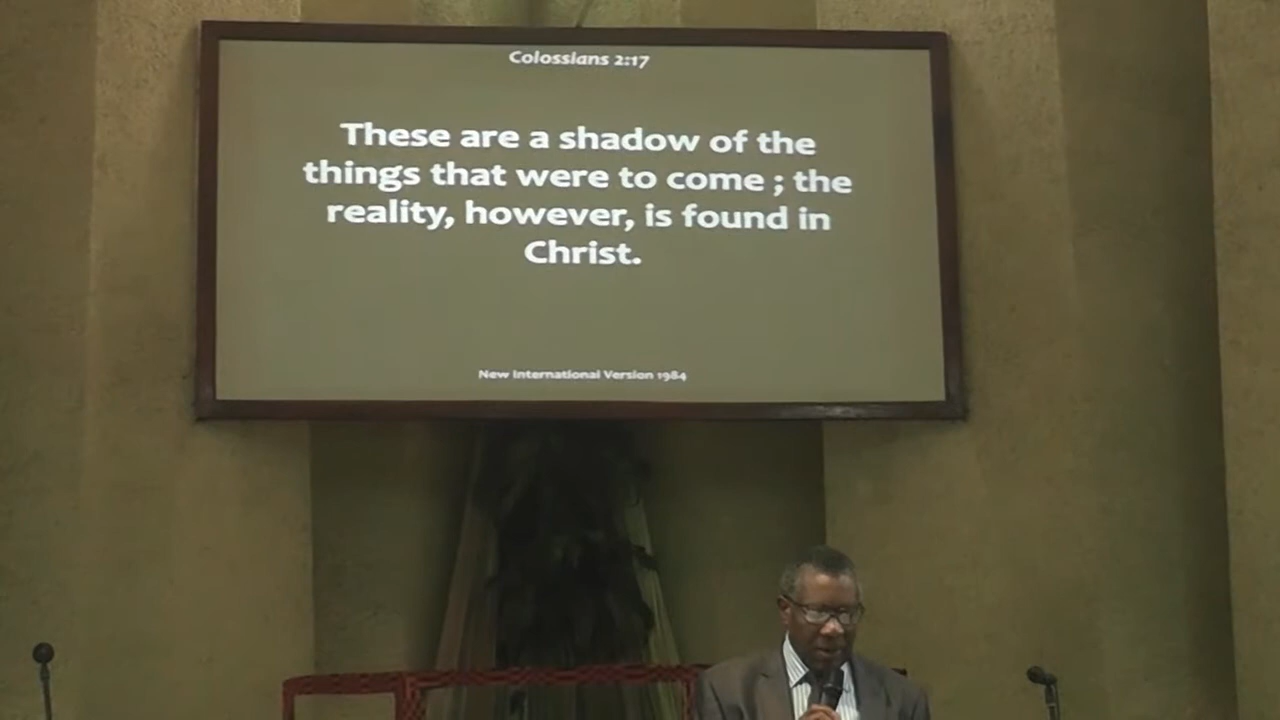 Colossians 2:17
These are a shadow of the
things that were to come ; the
reality, however, is found in
Christ.
New International Version 1984